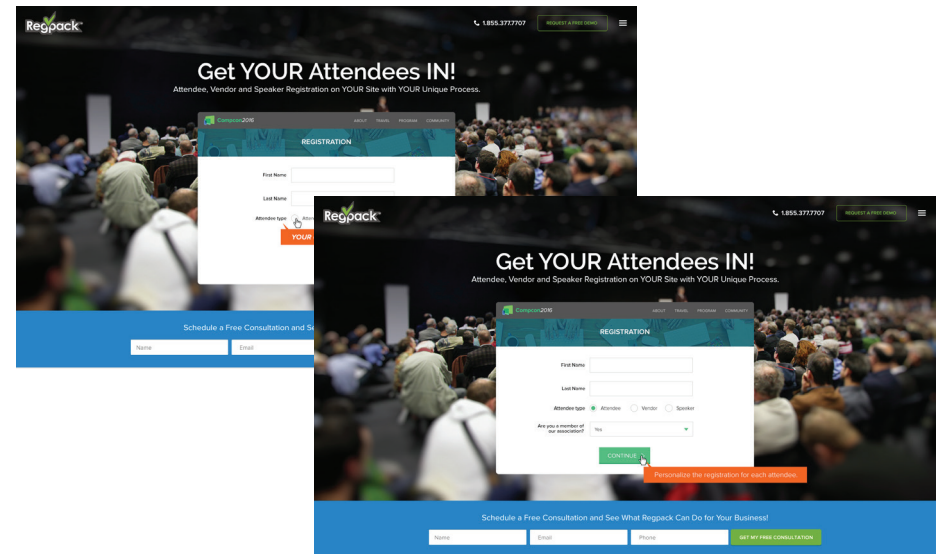 Regpack
1.855.377.7707
REQUEST A FREE DEMO
Get YOUR Attendees IN!
Attendee, Vendor and Speaker Registration on YOUR Site with YOUR Unique Process.
Compcon2016
ABOUT TRAVEL PROGRAM COMMUNITY
REGISTRATION
First Name
Last Name
Attendee type
YOUR
Schedule a Free Consultation and
Name Email
Regpack
1.855.377.7707
REQUEST A FREE DEMO
Get YOUR Attendees IN!
Attendee, Vendor and Speaker Registration on YOUR Site with YOUR Unique Process.
Compcon2016
ABOUT TRAVEL PROGRAM COMMUNITY
REGISTRATION
First Name
Last Name
Attendee type Attendee Vendor Speaker
Are you a member of
our association? Yes
CONTINUE
Personalize the registration for each attendee.
Schedule a Free Consultation and See What Regpack Can Do for Your Business!
Name Email Phone GET MY FREE CONSULTATION